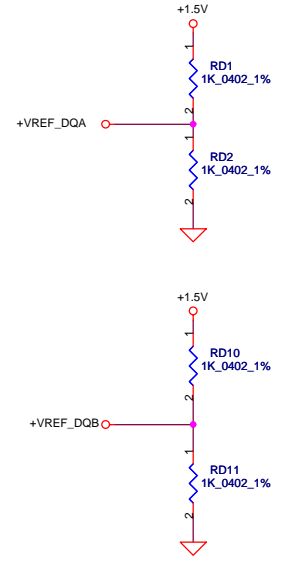 +1.5V
1
RD1
1K_0402_1%
2
+VREF_DQA
1
RD2
1K_0402_1%
2
+1.5V
1
RD10
1K_0402_1%
2
+VREF_DQB
1
RD11
1K_0402_1%
2